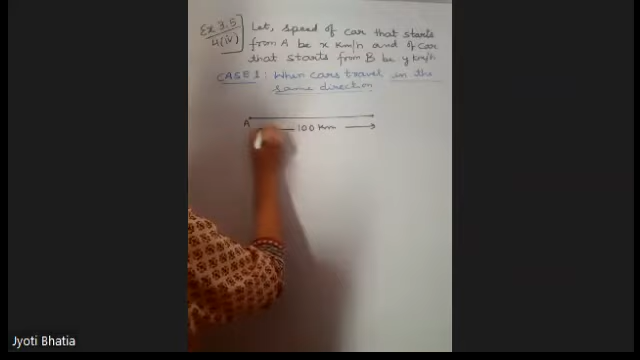 Ex 3.5
4(iv)
Let, speed of car that starts
from A be x Km/h and of car
that starts from B be y km/h
CASE 1: When cars travel in the
same direction
A
100 Km
Jyoti Bhatia